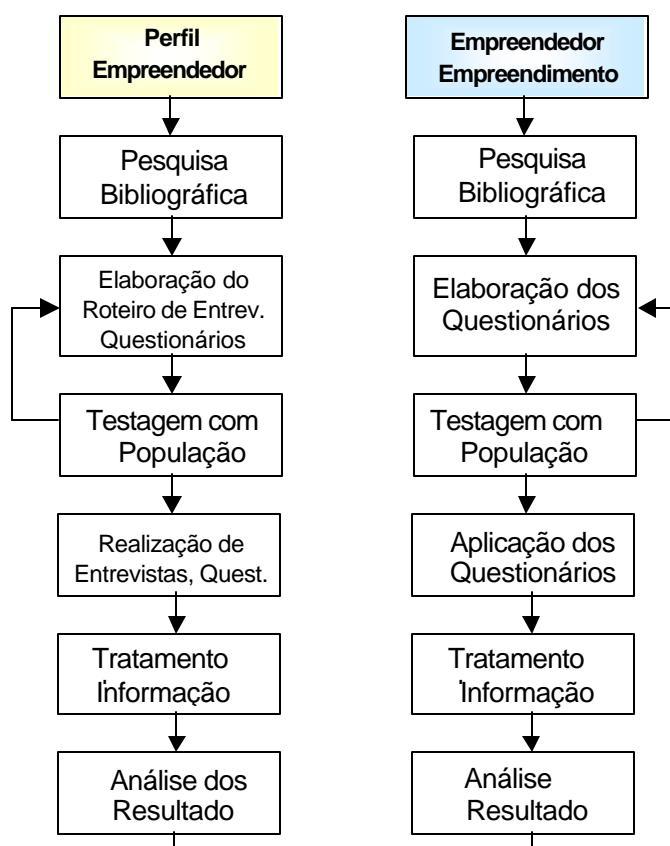 Perfil
Empreendedor
Pesquisa
Bibliográfica
Elaboração do
Roteiro de Entrev.
Questionários
Testagem com
População
Realização de
Entrevistas, Quest.
Tratamento
Informação
Análise dos
Resultado
Empreendedor
Empreendimento
Pesquisa
Bibliográfica
Elaboração dos
Questionários
Testagem com
População
Aplicação dos
Questionários
Tratamento
Informação
Análise
Resultado